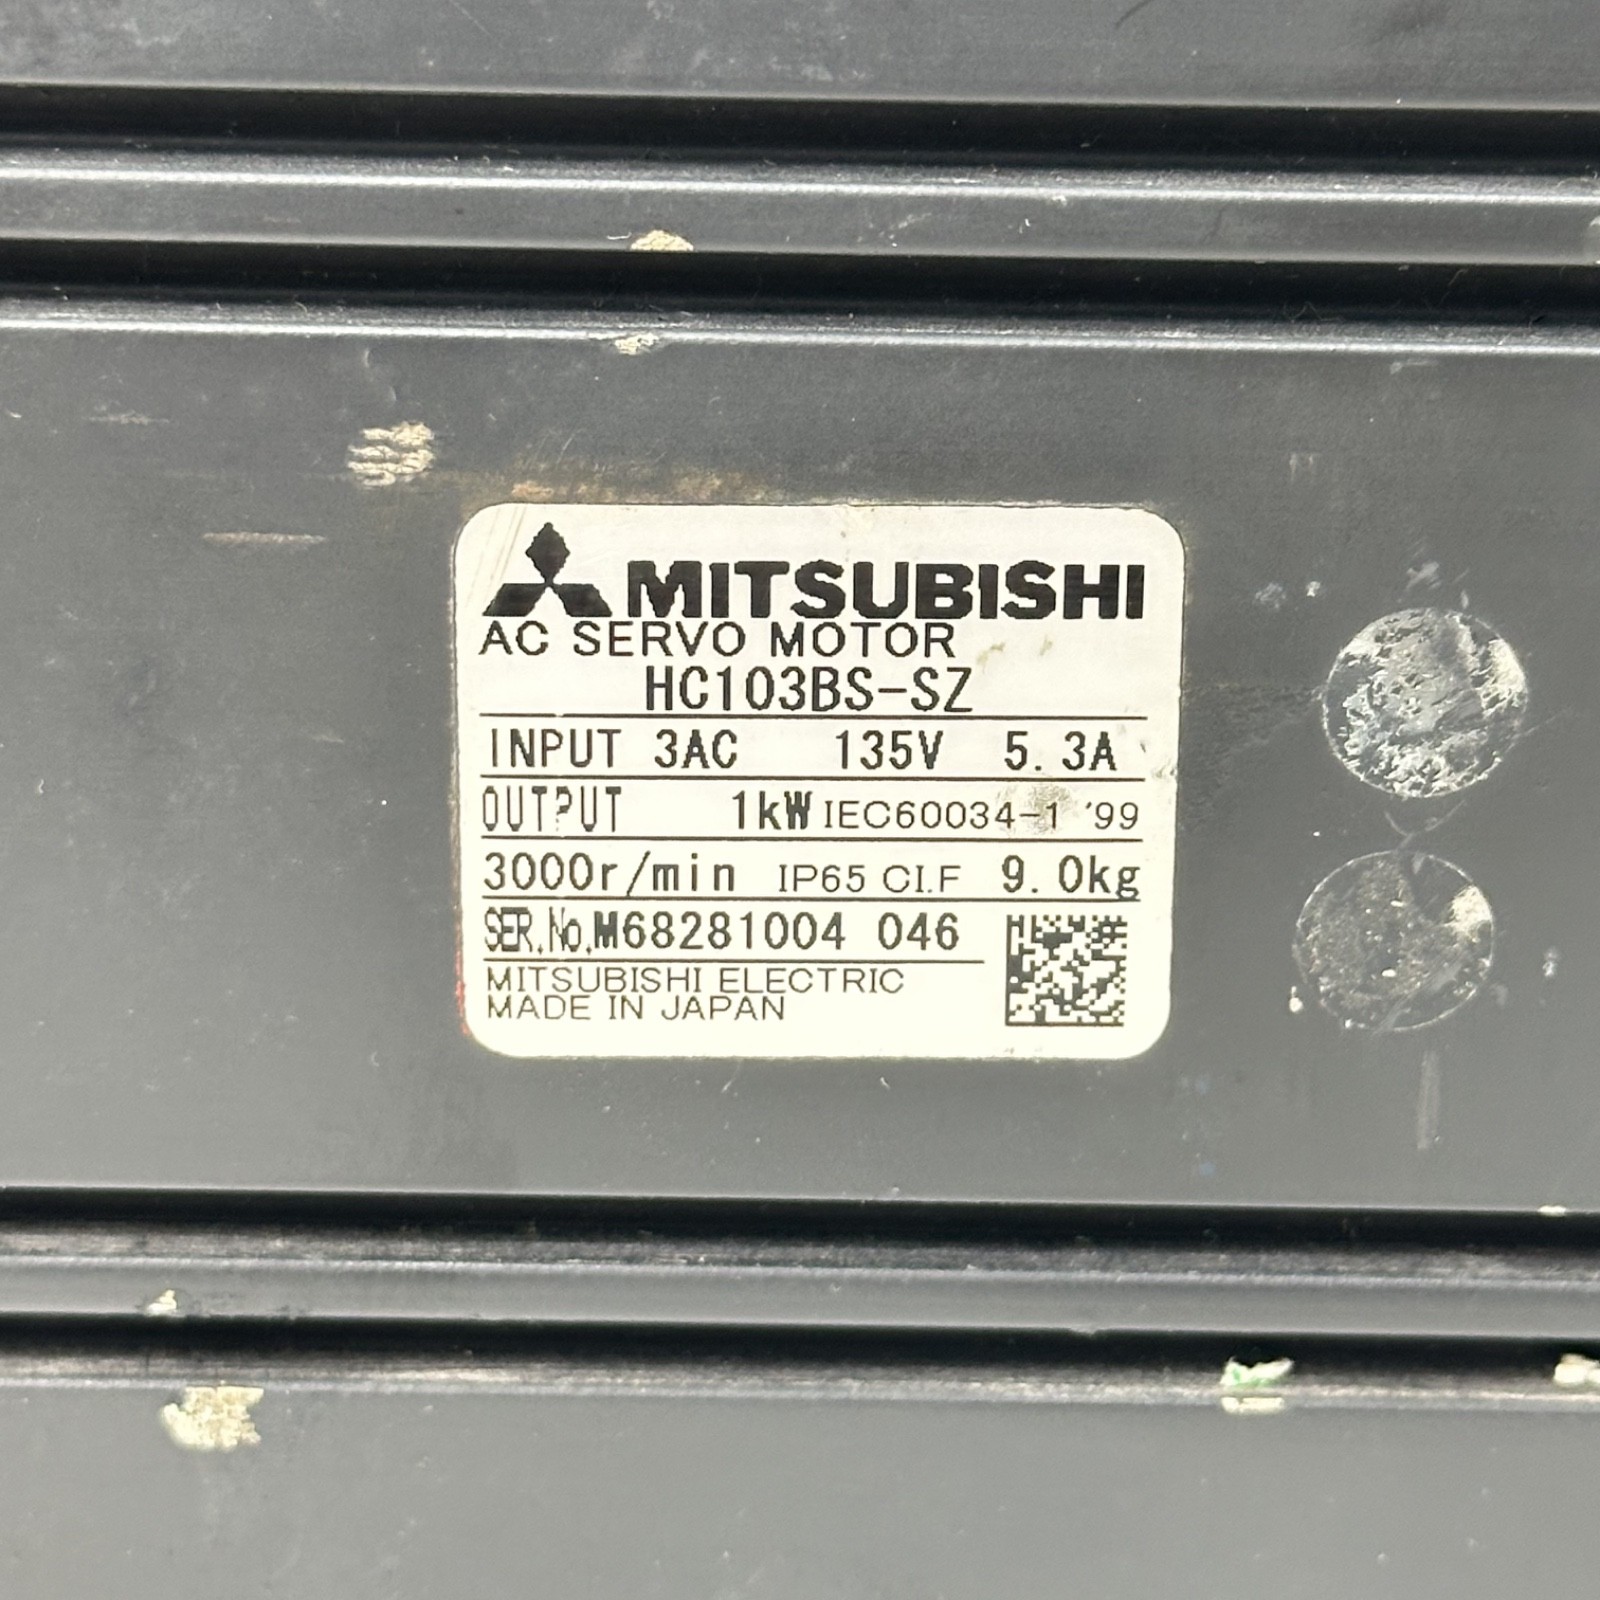 MITSUBISHI
AC SERVO MOTOR
HC103BS-SZ
INPUT 3AC 135V 5.3A
OUTPUT 1kW IEC60034-1 '99
3000r/min IP65 CI.F 9.0kg
SER.No.M68281004 046
MITSUBISHI ELECTRIC
MADE IN JAPAN